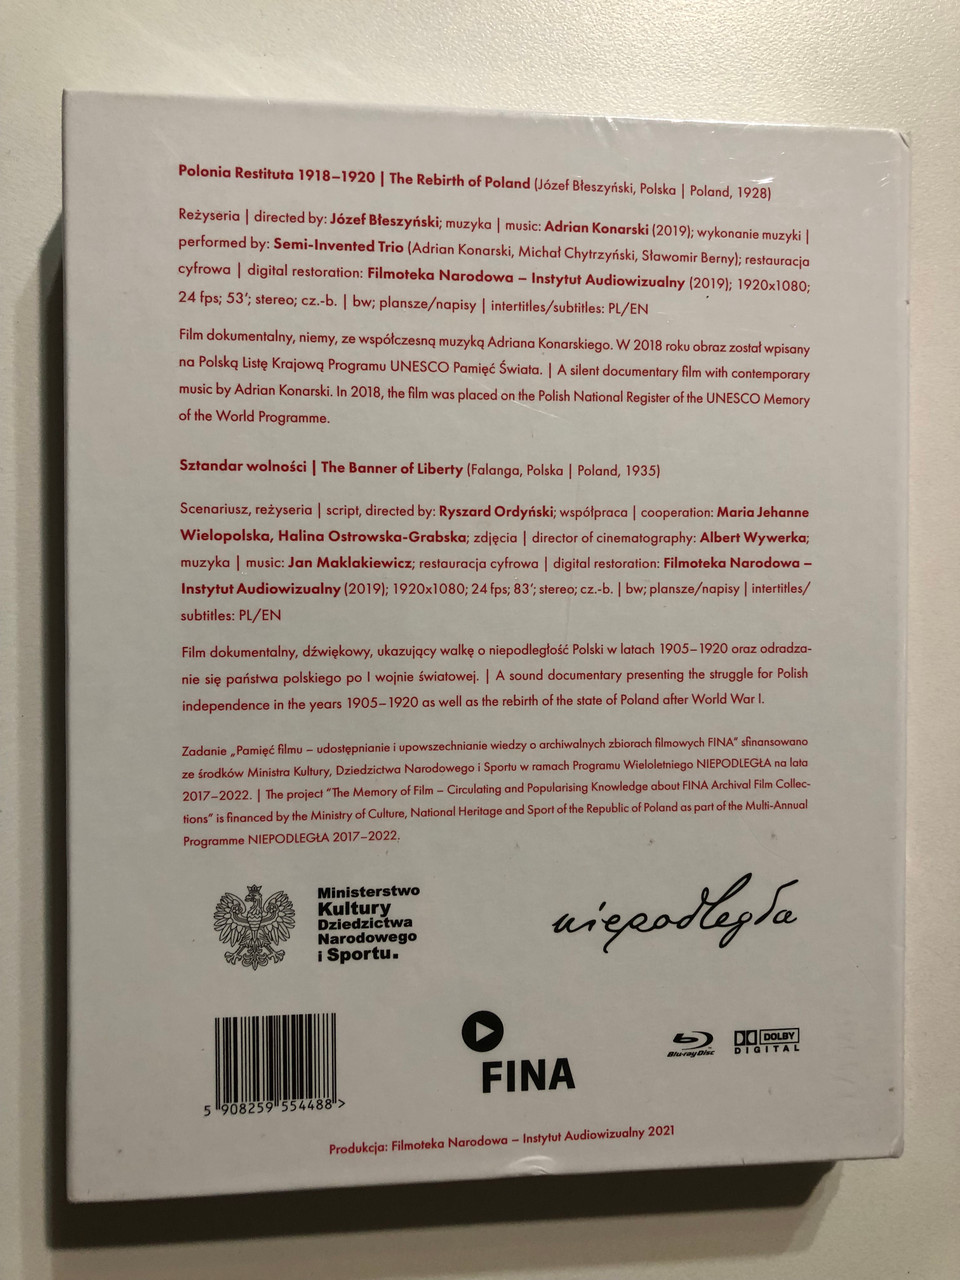 Polonia Restituta 1918–1920 | The Rebirth of Poland (Józef Błeszyński, Polska | Poland, 1928)
Reżyseria | directed by: Józef Błeszyński; muzyka | music: Adrian Konarski (2019); wykonanie muzyki |
performed by: Semi-Invented Trio (Adrian Konarski, Michał Chytrzyński, Sławomir Berny); restauracja
cyfrowa | digital restoration: Filmoteka Narodowa – Instytut Audiowizualny (2019); 1920x1080;
24 fps; 53’; stereo; cz.-b. | bw; plansze/napisy | intertitles/subtitles: PL/EN
Film dokumentalny, niemy, ze współczesną muzyką Adriana Konarskiego. W 2018 roku obraz został wpisany
na Polską Listę Krajową Programu UNESCO Pamięć Świata. | A silent documentary film with contemporary
music by Adrian Konarski. In 2018, the film was placed on the Polish National Register of the UNESCO Memory
of the World Programme.
Sztandar wolności | The Banner of Liberty (Falanga, Polska | Poland, 1935)
Scenariusz, reżyseria | script, directed by: Ryszard Ordyński; współpraca | cooperation: Maria Jehanne
Wielopolska, Halina Ostrowska-Grabska; zdjęcia | director of cinematography: Albert Wywerka;
muzyka | music: Jan Maklakiewicz; restauracja cyfrowa | digital restoration: Filmoteka Narodowa –
Instytut Audiowizualny (2019); 1920x1080; 24 fps; 83’; stereo; cz.-b. | bw; plansze/napisy | intertitles/
subtitles: PL/EN
Film dokumentalny, dźwiękowy, ukazujący walkę o niepodległość Polski w latach 1905–1920 oraz odradza-
nie się państwa polskiego po I wojnie światowej. | A sound documentary presenting the struggle for Polish
independence in the years 1905–1920 as well as the rebirth of the state of Poland after World War I.
Zadanie „Pamięć filmu – udostępnianie i upowszechnianie wiedzy o archiwalnych zbiorach filmowych FINA” sfinansowano
ze środków Ministra Kultury, Dziedzictwa Narodowego i Sportu w ramach Programu Wieloletniego NIEPODLEGŁA na lata
2017–2022. | The project “The Memory of Film – Circulating and Popularising Knowledge about FINA Archival Film Collec-
tions” is financed by the Ministry of Culture, National Heritage and Sport of the Republic of Poland as part of the Multi-Annual
Programme NIEPODLEGŁA 2017–2022.
Ministerstwo
Kultury
Dziedzictwa
Narodowego
i Sportu.
niepodległa
FINA
Blu-ray Disc
DOLBY
DIGITAL
5 908259 554488 >
Produkcja: Filmoteka Narodowa – Instytut Audiowizualny 2021